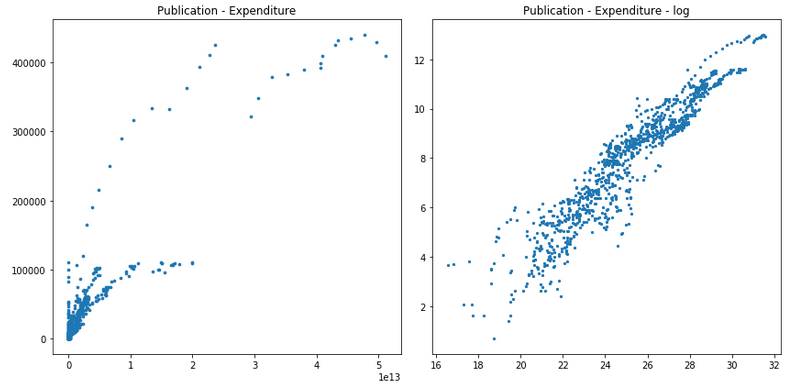 Publication - Expenditure
400000
300000
200000
100000
0
0 1 2 3 4 5
1e13
Publication - Expenditure - log
12
10
8
6
4
2
16 18 20 22 24 26 28 30 32